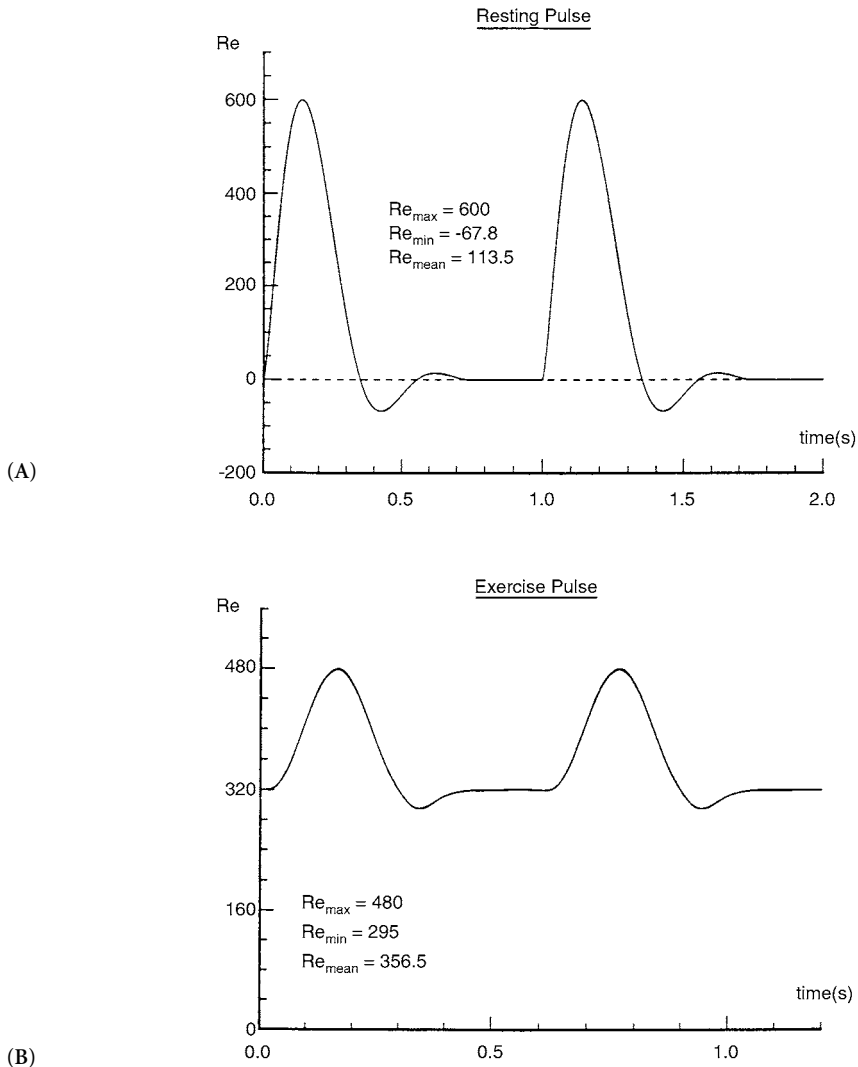 Resting Pulse
Re
600
400
200
0
-200
Re_max = 600
Re_min = -67.8
Re_mean = 113.5
time(s)
(A)
0.0 0.5 1.0 1.5 2.0
Exercise Pulse
Re
480
320
160
0
Re_max = 480
Re_min = 295
Re_mean = 356.5
time(s)
(B)
0.0 0.5 1.0